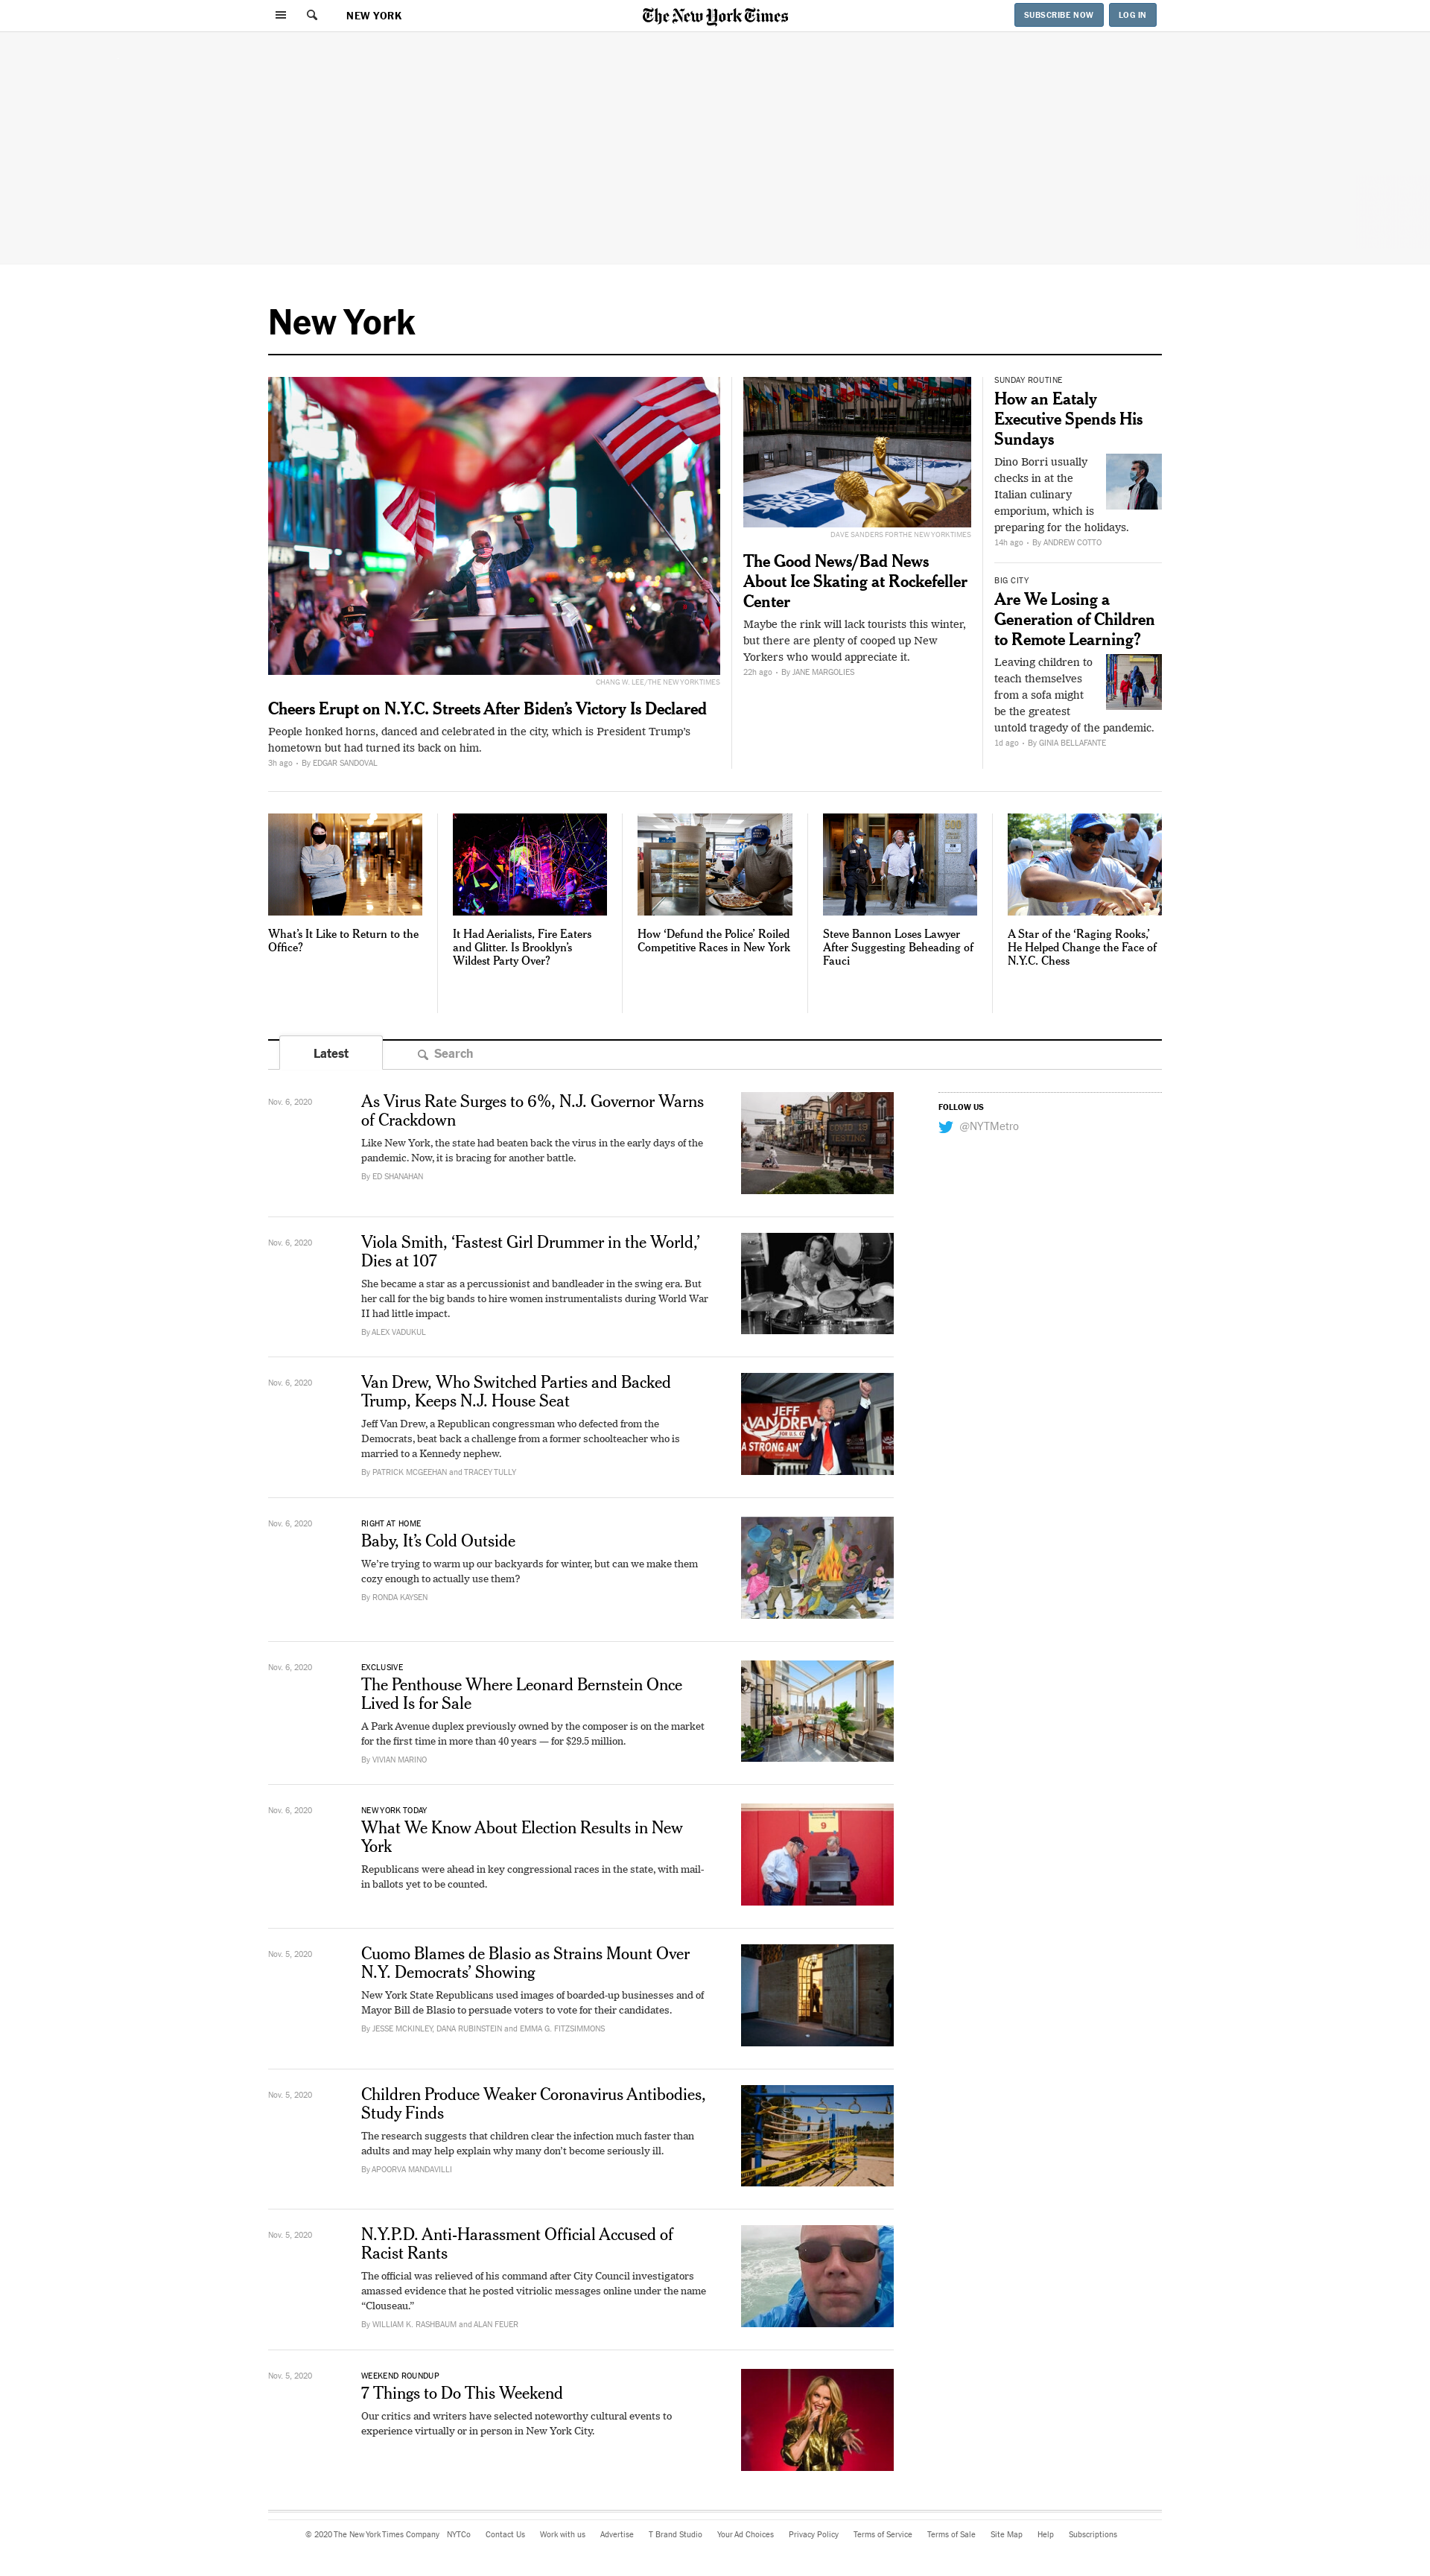 NEW YORK
The New York Times
SUBSCRIBE NOW
LOG IN
New York
CHANG W. LEE/THE NEW YORK TIMES
Cheers Erupt on N.Y.C. Streets After Biden’s Victory Is Declared
People honked horns, danced and celebrated in the city, which is President Trump’s
hometown but had turned its back on him.
3h ago • By EDGAR SANDOVAL
DAVE SANDERS FOR THE NEW YORK TIMES
The Good News/Bad News
About Ice Skating at Rockefeller
Center
Maybe the rink will lack tourists this winter,
but there are plenty of cooped up New
Yorkers who would appreciate it.
22h ago • By JANE MARGOLIES
SUNDAY ROUTINE
How an Eataly
Executive Spends His
Sundays
Dino Borri usually
checks in at the
Italian culinary
emporium, which is
preparing for the holidays.
14h ago • By ANDREW COTTO
BIG CITY
Are We Losing a
Generation of Children
to Remote Learning?
Leaving children to
teach themselves
from a sofa might
be the greatest
untold tragedy of the pandemic.
1d ago • By GINIA BELLAFANTE
What’s It Like to Return to the
Office?
It Had Aerialists, Fire Eaters
and Glitter. Is Brooklyn’s
Wildest Party Over?
How ‘Defund the Police’ Roiled
Competitive Races in New York
500
Steve Bannon Loses Lawyer
After Suggesting Beheading of
Fauci
A Star of the ‘Raging Rooks,’
He Helped Change the Face of
N.Y.C. Chess
Latest
Search
Nov. 6, 2020
As Virus Rate Surges to 6%, N.J. Governor Warns
of Crackdown
Like New York, the state had beaten back the virus in the early days of the
pandemic. Now, it is bracing for another battle.
By ED SHANAHAN
COVID 19
TESTING
FOLLOW US
@NYTMetro
Nov. 6, 2020
Viola Smith, ‘Fastest Girl Drummer in the World,’
Dies at 107
She became a star as a percussionist and bandleader in the swing era. But
her call for the big bands to hire women instrumentalists during World War
II had little impact.
By ALEX VADUKUL
Nov. 6, 2020
Van Drew, Who Switched Parties and Backed
Trump, Keeps N.J. House Seat
Jeff Van Drew, a Republican congressman who defected from the
Democrats, beat back a challenge from a former schoolteacher who is
married to a Kennedy nephew.
By PATRICK MCGEEHAN and TRACEY TULLY
JEFF
VAN DREW
FOR U.S. CO
A STRONG AM
Nov. 6, 2020
RIGHT AT HOME
Baby, It’s Cold Outside
We’re trying to warm up our backyards for winter, but can we make them
cozy enough to actually use them?
By RONDA KAYSEN
Nov. 6, 2020
EXCLUSIVE
The Penthouse Where Leonard Bernstein Once
Lived Is for Sale
A Park Avenue duplex previously owned by the composer is on the market
for the first time in more than 40 years — for $29.5 million.
By VIVIAN MARINO
Nov. 6, 2020
NEW YORK TODAY
What We Know About Election Results in New
York
Republicans were ahead in key congressional races in the state, with mail-
in ballots yet to be counted.
9
Nov. 5, 2020
Cuomo Blames de Blasio as Strains Mount Over
N.Y. Democrats’ Showing
New York State Republicans used images of boarded-up businesses and of
Mayor Bill de Blasio to persuade voters to vote for their candidates.
By JESSE MCKINLEY, DANA RUBINSTEIN and EMMA G. FITZSIMMONS
Nov. 5, 2020
Children Produce Weaker Coronavirus Antibodies,
Study Finds
The research suggests that children clear the infection much faster than
adults and may help explain why many don’t become seriously ill.
By APOORVA MANDAVILLI
Nov. 5, 2020
N.Y.P.D. Anti-Harassment Official Accused of
Racist Rants
The official was relieved of his command after City Council investigators
amassed evidence that he posted vitriolic messages online under the name
“Clouseau.”
By WILLIAM K. RASHBAUM and ALAN FEUER
Nov. 5, 2020
WEEKEND ROUNDUP
7 Things to Do This Weekend
Our critics and writers have selected noteworthy cultural events to
experience virtually or in person in New York City.
© 2020 The New York Times Company NYTCo Contact Us Work with us Advertise T Brand Studio Your Ad Choices Privacy Policy Terms of Service Terms of Sale Site Map Help Subscriptions